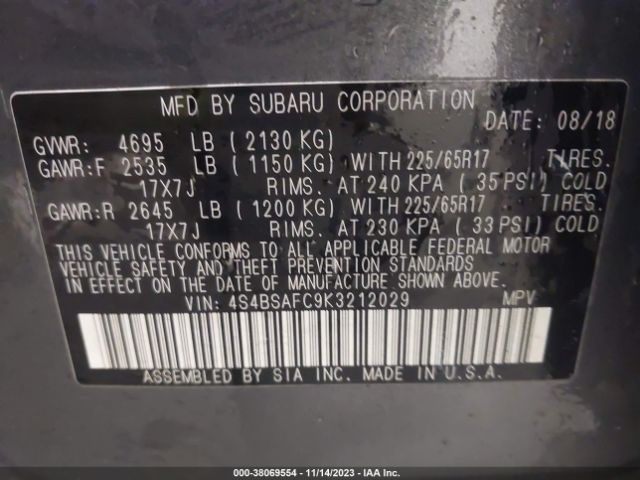 MFD BY SUBARU CORPORATION
DATE: 08/18
GVWR: 4695 LB ( 2130 KG)
GAWR:F 2535 LB ( 1150 KG) WITH 225/65R17 TIRES.
17X7J RIMS. AT 240 KPA ( 35 PSI) COLD
GAWR:R 2645 LB ( 1200 KG) WITH 225/65R17 TIRES.
17X7J RIMS. AT 230 KPA ( 33 PSI) COLD
THIS VEHICLE CONFORMS TO ALL APPLICABLE FEDERAL MOTOR
VEHICLE SAFETY AND THEFT PREVENTION STANDARDS
IN EFFECT ON THE DATE OF MANUFACTURE SHOWN ABOVE.
VIN: 4S4BSAFC9K3212029 MPV
ASSEMBLED BY SIA INC. MADE IN U.S.A.
000-38069554 - 11/14/2023 - IAAI.com